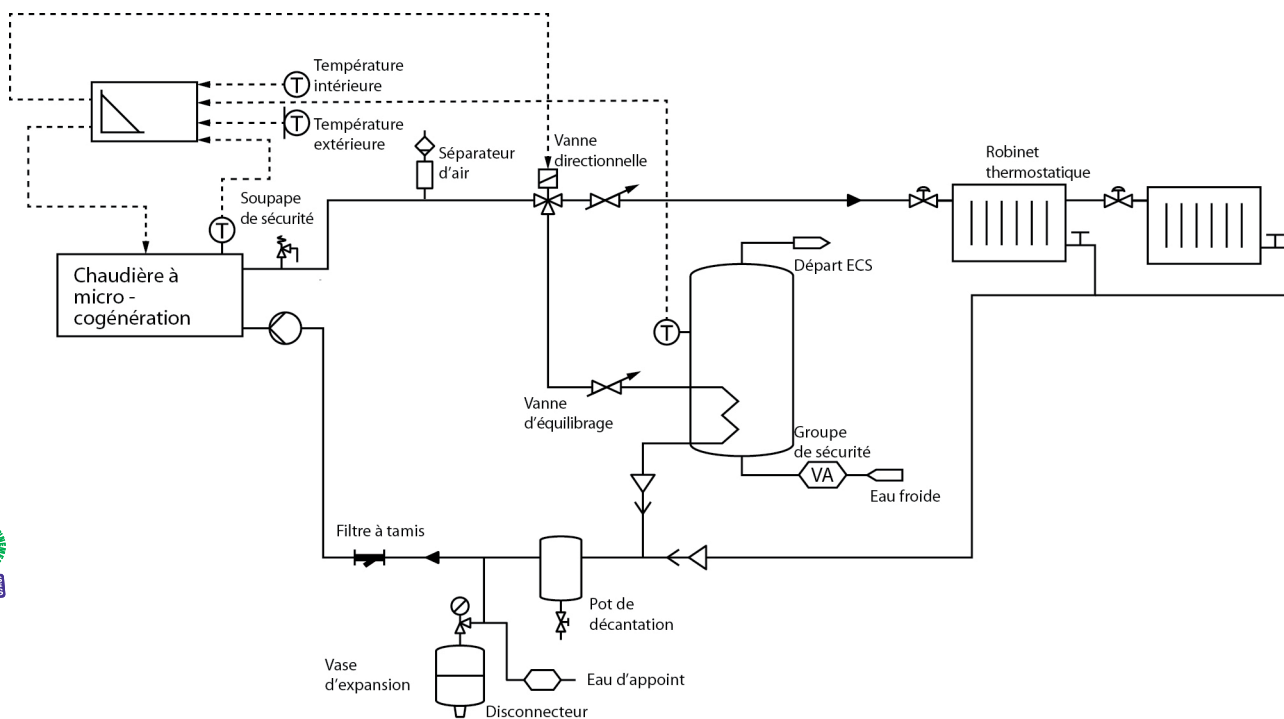 Température
intérieure
T
Température
extérieure
T
Séparateur
d'air
Vanne
directionnelle
Robinet
thermostatique
Soupape
de sécurité
T
Chaudière à
micro -
cogénération
Départ ECS
T
Vanne
d'équilibrage
Groupe
de sécurité
VA
Eau froide
Filtre à tamis
Pot de
décantation
Vase
d'expansion
Eau d'appoint
Disconnecteur